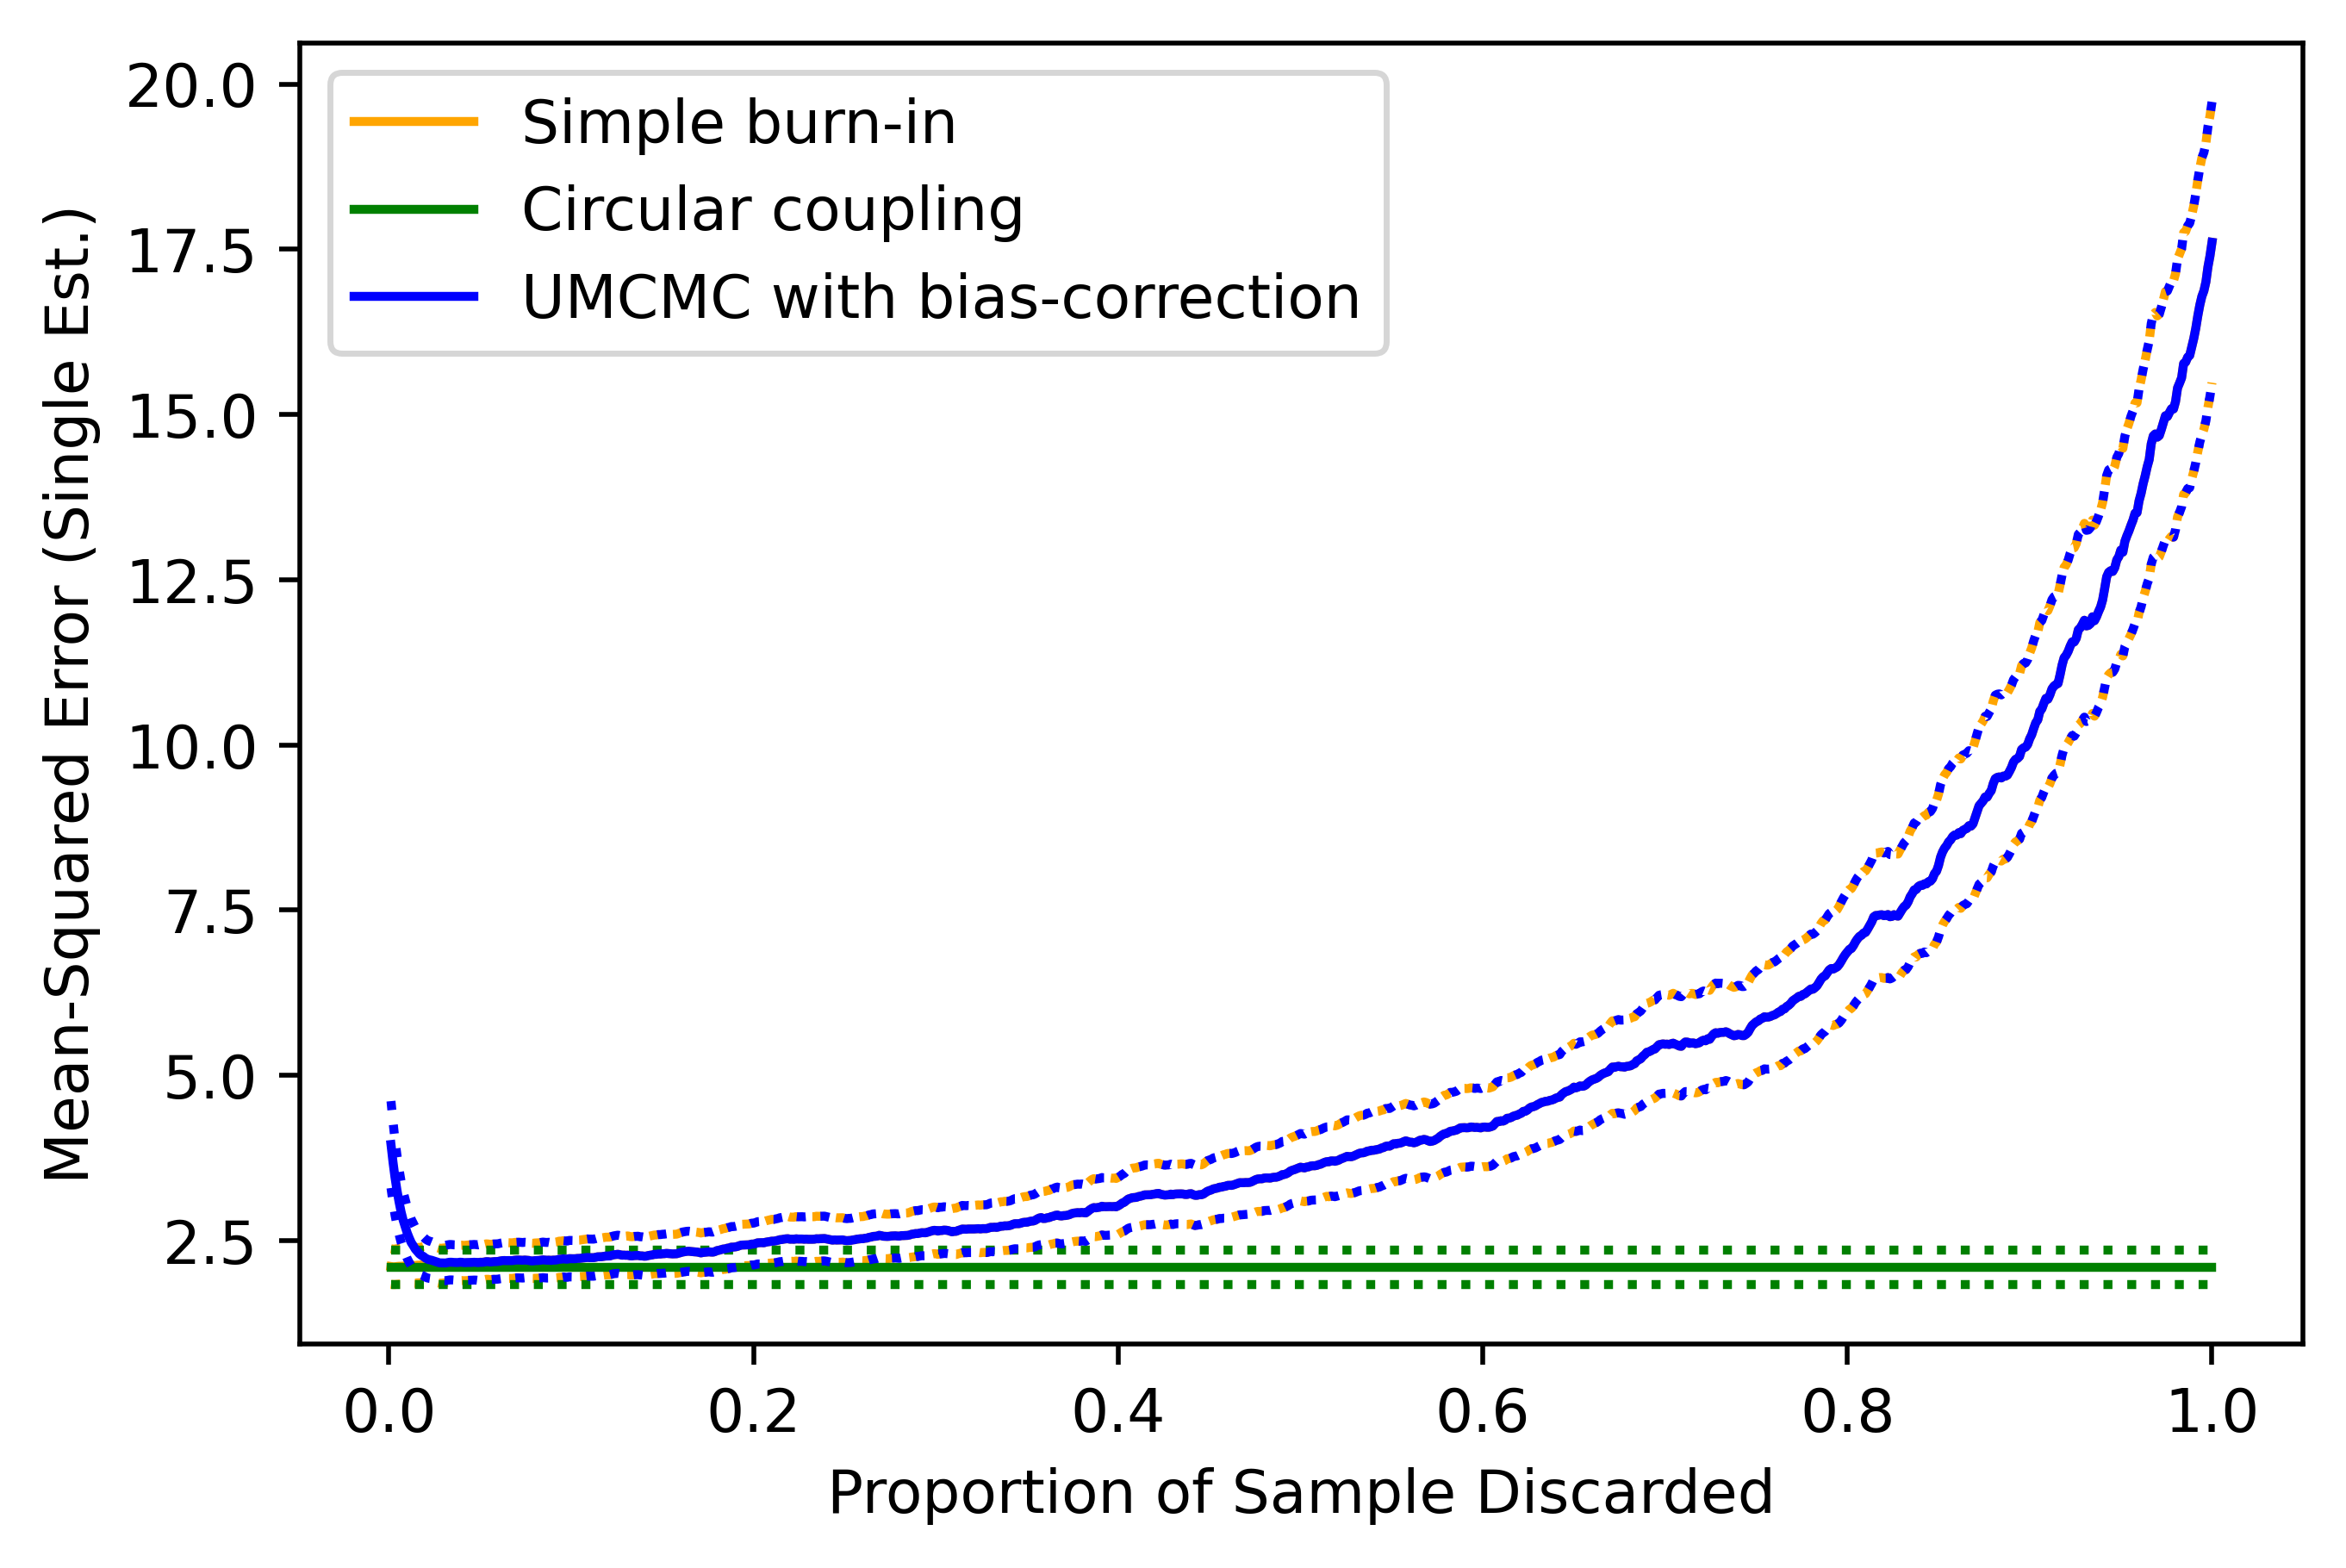 Mean-Squared Error (Single Est.)
20.0
17.5
15.0
12.5
10.0
7.5
5.0
2.5
Simple burn-in
Circular coupling
UMCMC with bias-correction
0.0 0.2 0.4 0.6 0.8 1.0
Proportion of Sample Discarded